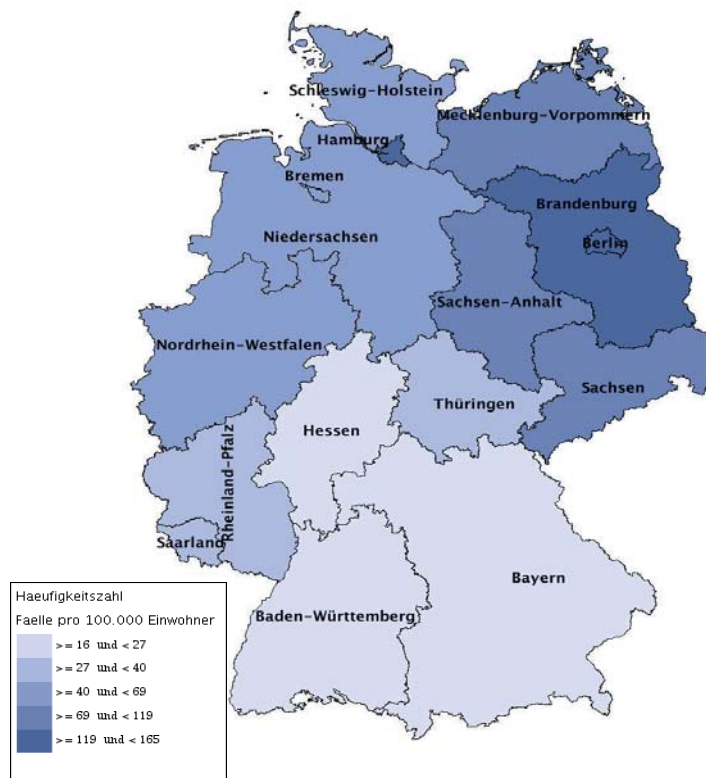 Schleswig-Holstein
Mecklenburg-Vorpommern
Hamburg
Bremen
Brandenburg
Niedersachsen
Berlin
Sachsen-Anhalt
Nordrhein-Westfalen
Sachsen
Thüringen
Hessen
Rheinland-Pfalz
Saarland
Bayern
Baden-Württemberg
Haeufigkeitszahl
Faelle pro 100.000 Einwohner
>= 16 und < 27
>= 27 und < 40
>= 40 und < 69
>= 69 und < 119
>= 119 und < 165